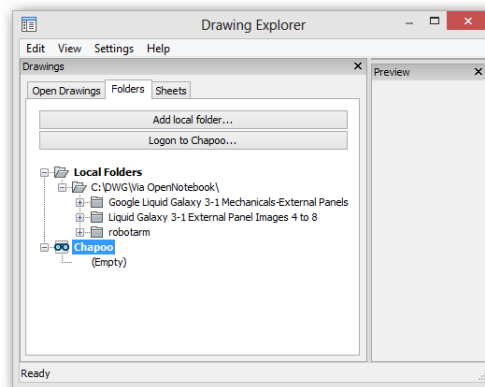 Drawing Explorer
Edit View Settings Help
Drawings
Preview
Open Drawings Folders Sheets
Add local folder...
Logon to Chapoo...
Local Folders
C:\DWG\Via OpenNotebook\
Google Liquid Galaxy 3-1 Mechanicals-External Panels
Liquid Galaxy 3-1 External Panel Images 4 to 8
robotarm
Chapoo
(Empty)
Ready